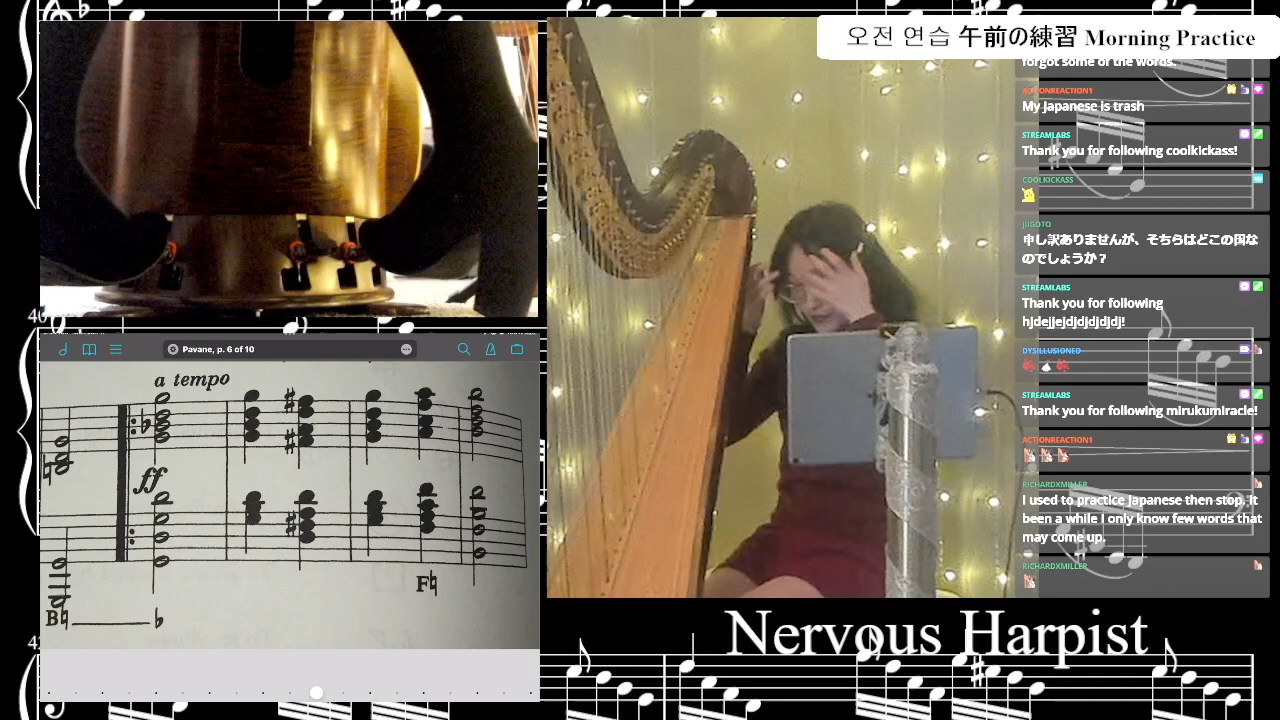 오전 연습 午前の練習 Morning Practice
forgot some of the words.
ACTIONREACTION1
My japanese is trash
STREAMLABS
Thank you for following coolkickass!
COOLKICKASS
JIIGOTO
申し訳ありませんが、そちらはどこの国な
のでしょうか？
STREAMLABS
Thank you for following
hjdejjejdjdjdjdjdj!
DYSILLUSIONED
STREAMLABS
Thank you for following mirukumiracle!
ACTIONREACTION1
RICHARDXMILLER
I used to practice Japanese then stop. It
been a while I only know few words that
may come up.
RICHARDXMILLER
Pavane, p. 6 of 10
a tempo
ff
F♮
B♮ ♭
Nervous Harpist